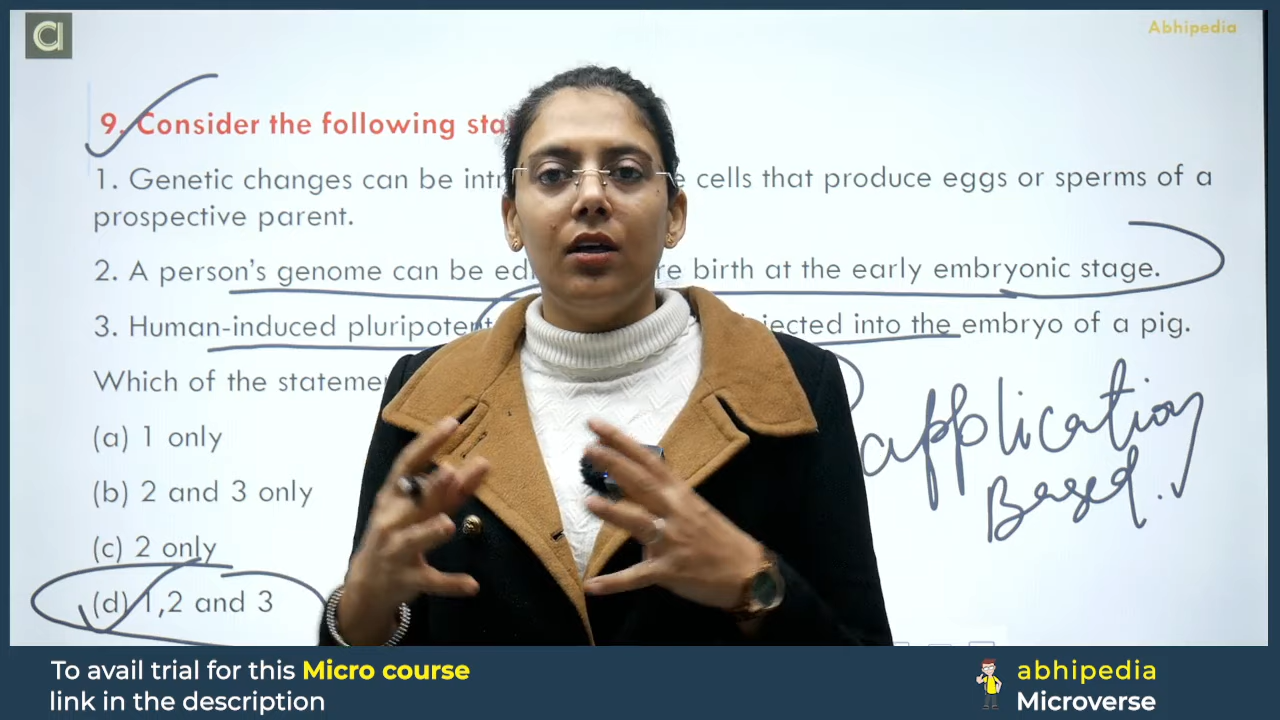 Abhipedia
9. Consider the following sta
1. Genetic changes can be intr e cells that produce eggs or sperms of a
prospective parent.
2. A person's genome can be ed re birth at the early embryonic stage.
3. Human-induced pluripotent jected into the embryo of a pig.
Which of the stateme
(a) 1 only
(b) 2 and 3 only
(c) 2 only
(d) 1,2 and 3
application
Based.
To avail trial for this Micro course
link in the description
abhipedia
Microverse